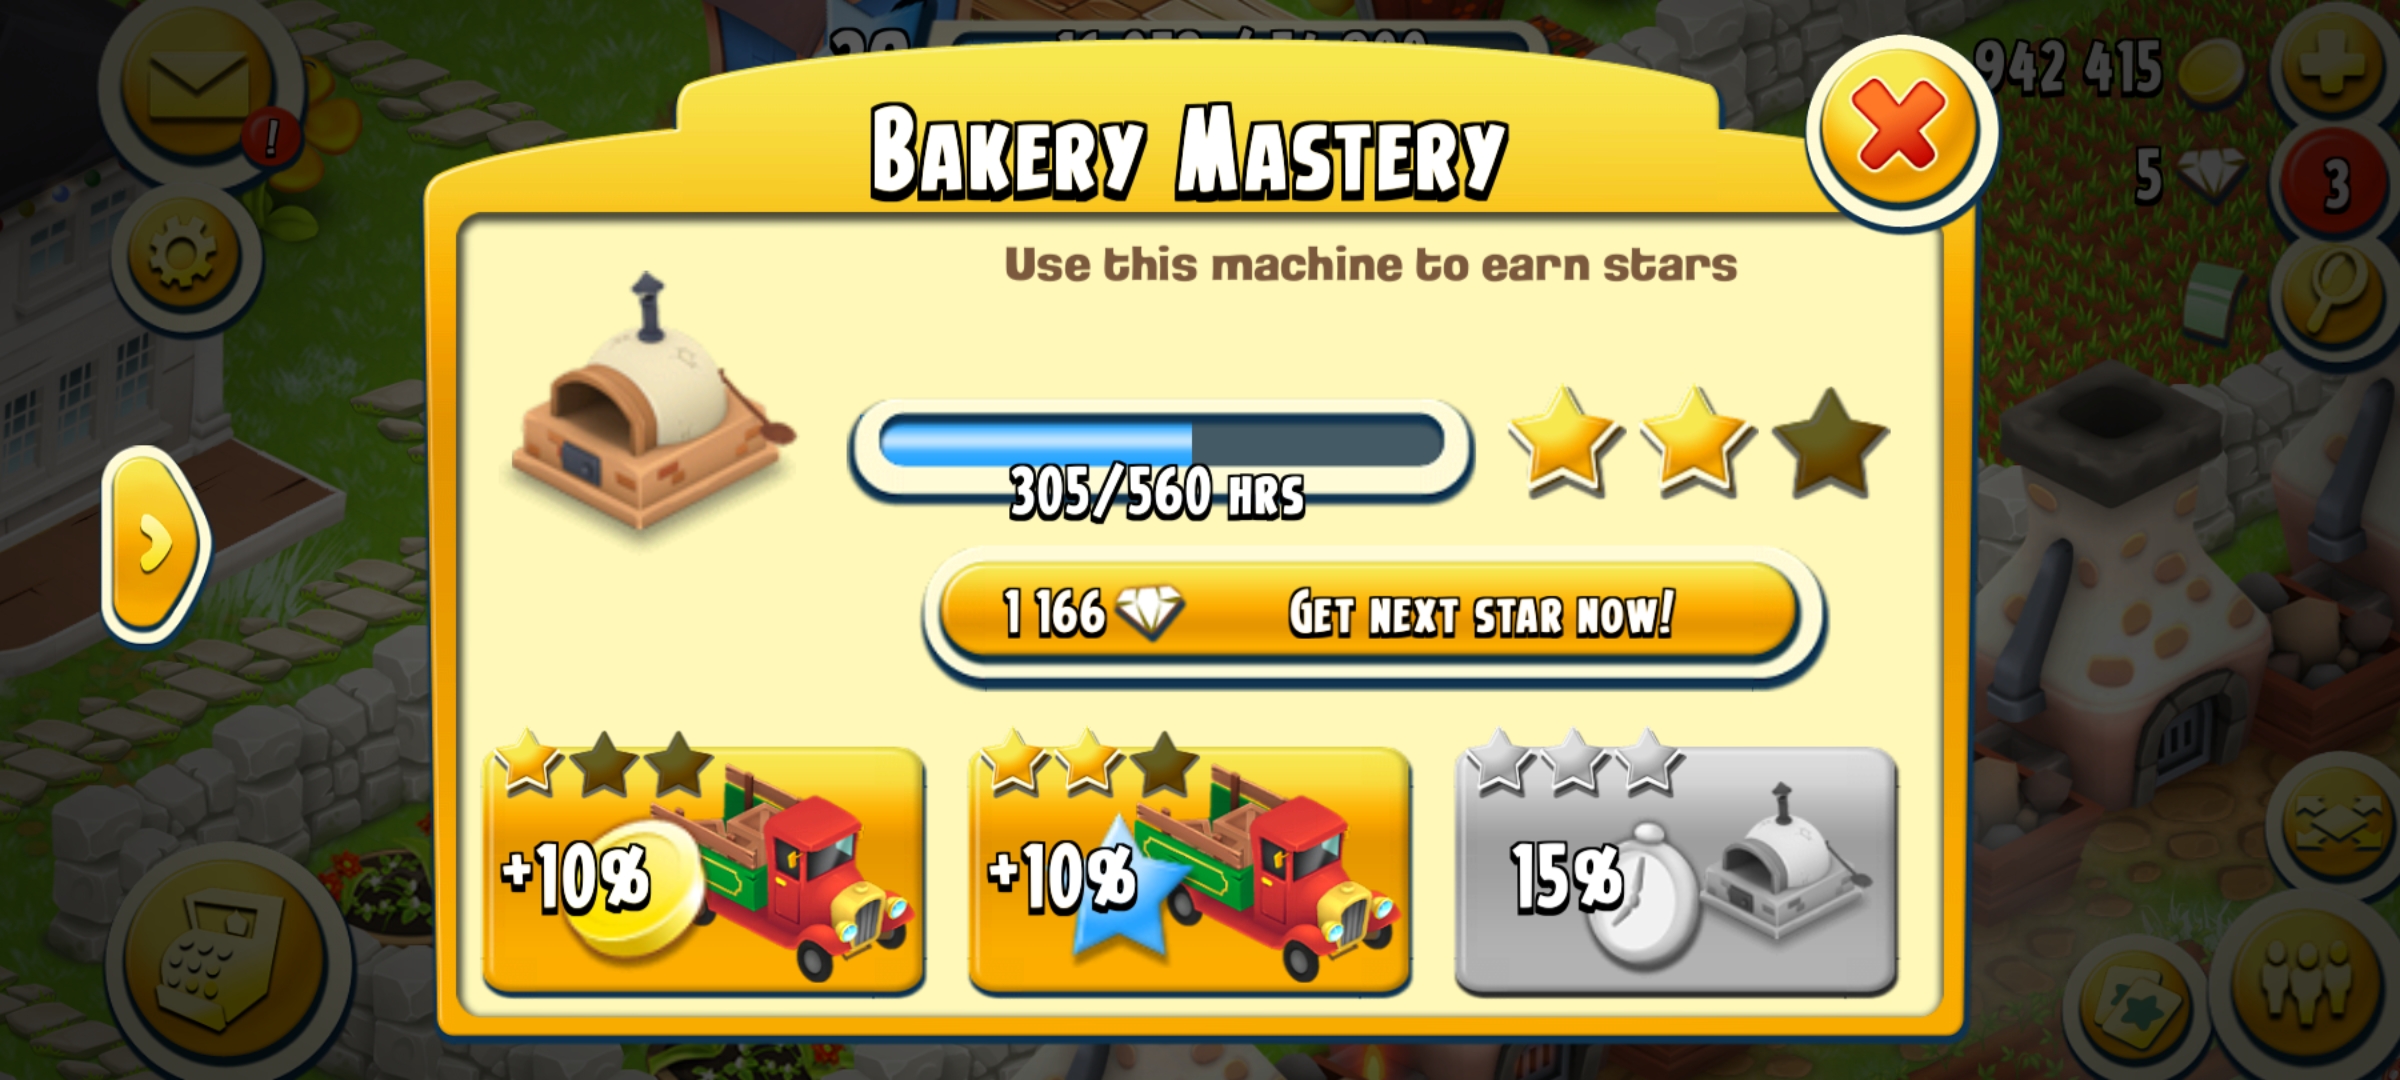 942 415
Bakery Mastery
!
5
3
Use this machine to earn stars
305/560 hrs
1 166 Get next star now!
+10%
+10%
15%